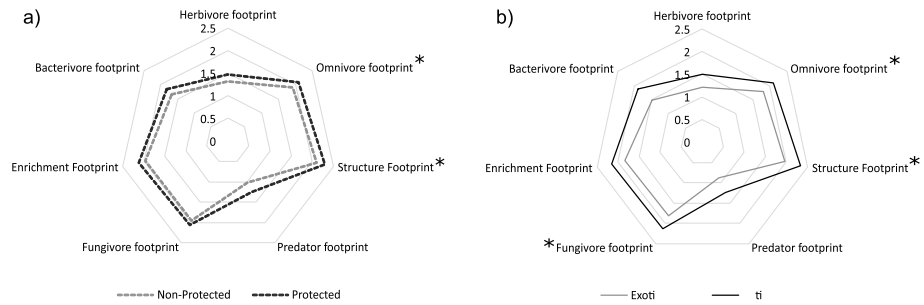 a)
Herbivore footprint
2.5
2
1.5
1
0.5
0
Omnivore footprint *
Structure Footprint *
Predator footprint
Fungivore footprint
Enrichment Footprint
Bacterivore footprint
Non-Protected
Protected
b)
Herbivore footprint
2.5
2
1.5
1
0.5
0
Omnivore footprint *
Structure Footprint *
Predator footprint
* Fungivore footprint
Enrichment Footprint
Bacterivore footprint
Exoti
ti